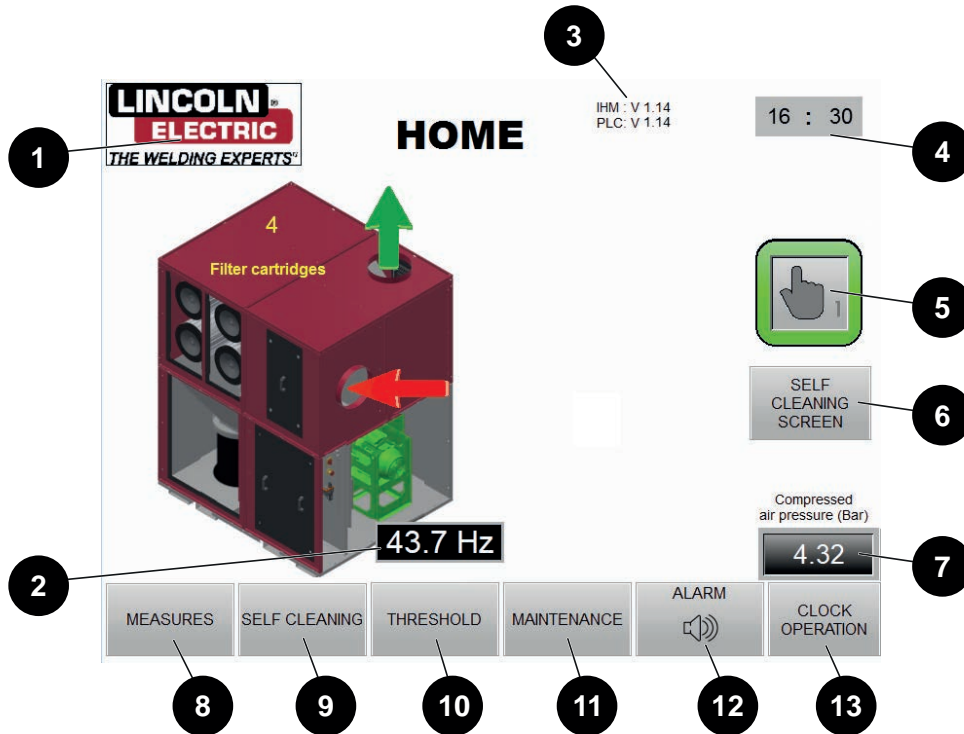 3
IHM : V 1.14
PLC: V 1.14
LINCOLN ®
ELECTRIC
THE WELDING EXPERTS"
HOME
16 : 30
1
4
4
Filter cartridges
1
5
SELF
CLEANING
SCREEN
6
Compressed
air pressure (Bar)
43.7 Hz
4.32
2
7
MEASURES
SELF CLEANING
THRESHOLD
MAINTENANCE
ALARM
CLOCK
OPERATION
8
9
10
11
12
13